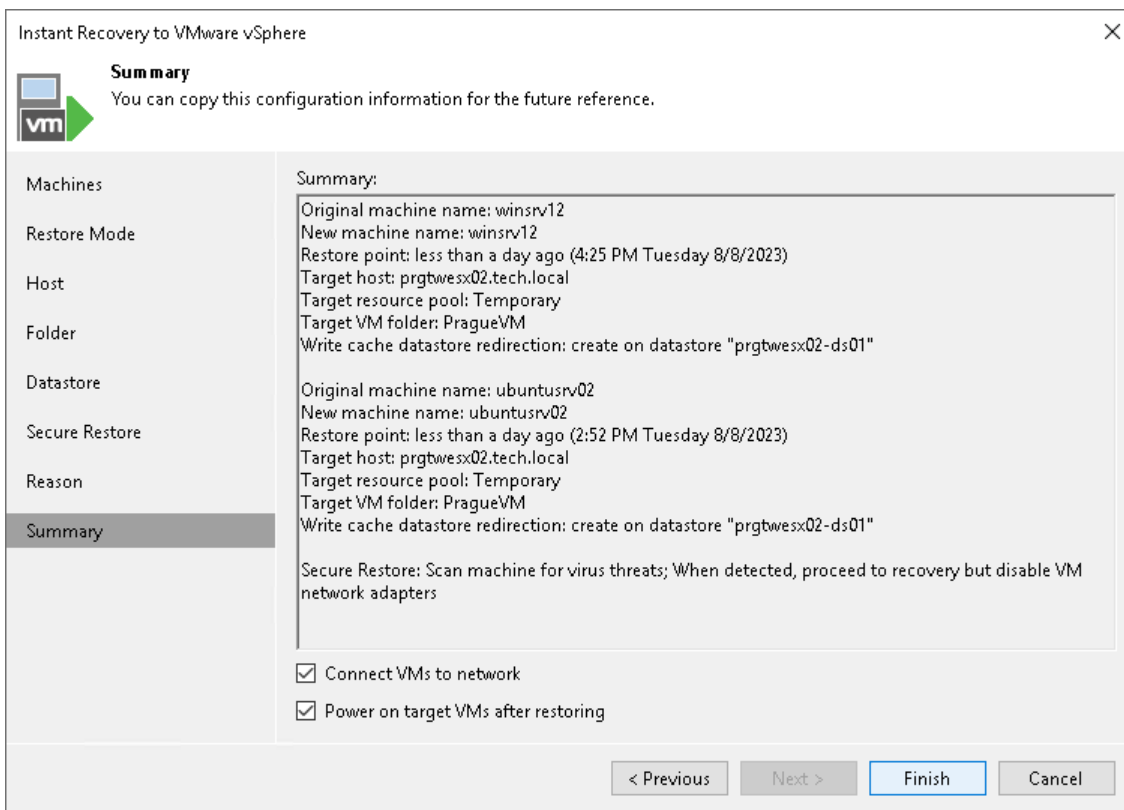 Instant Recovery to VMware vSphere
Summary
You can copy this configuration information for the future reference.
vm
Machines
Restore Mode
Host
Folder
Datastore
Secure Restore
Reason
Summary
Summary:
Original machine name: winsrv12
New machine name: winsrv12
Restore point: less than a day ago (4:25 PM Tuesday 8/8/2023)
Target host: prgtwesx02.tech.local
Target resource pool: Temporary
Target VM folder: PragueVM
Write cache datastore redirection: create on datastore "prgtwesx02-ds01"
Original machine name: ubuntusrv02
New machine name: ubuntusrv02
Restore point: less than a day ago (2:52 PM Tuesday 8/8/2023)
Target host: prgtwesx02.tech.local
Target resource pool: Temporary
Target VM folder: PragueVM
Write cache datastore redirection: create on datastore "prgtwesx02-ds01"
Secure Restore: Scan machine for virus threats; When detected, proceed to recovery but disable VM
network adapters
Connect VMs to network
Power on target VMs after restoring
< Previous
Next >
Finish
Cancel